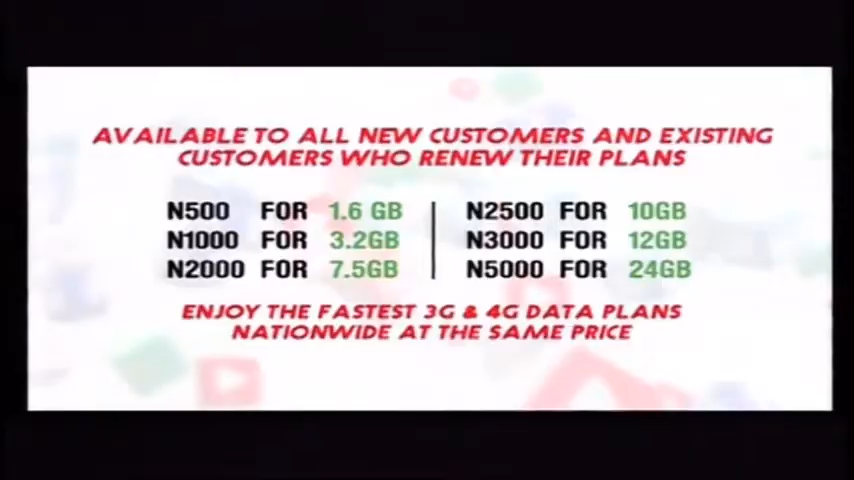 AVAILABLE TO ALL NEW CUSTOMERS AND EXISTING
CUSTOMERS WHO RENEW THEIR PLANS
N500 FOR 1.6 GB
N1000 FOR 3.2GB
N2000 FOR 7.5GB
N2500 FOR 10GB
N3000 FOR 12GB
N5000 FOR 24GB
ENJOY THE FASTEST 3G & 4G DATA PLANS
NATIONWIDE AT THE SAME PRICE